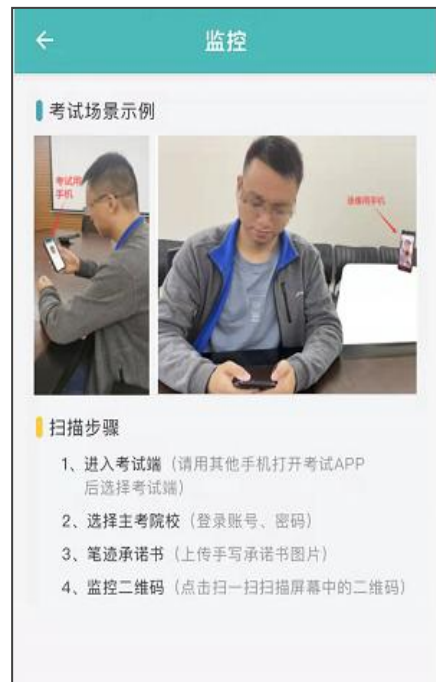 监控
考试场景示例
考试用
手机
录像用手机
扫描步骤
1、进入考试端（请用其他手机打开考试APP
后选择考试端）
2、选择主考院校（登录账号、密码）
3、笔迹承诺书（上传手写承诺书图片）
4、监控二维码（点击扫一扫扫描屏幕中的二维码）